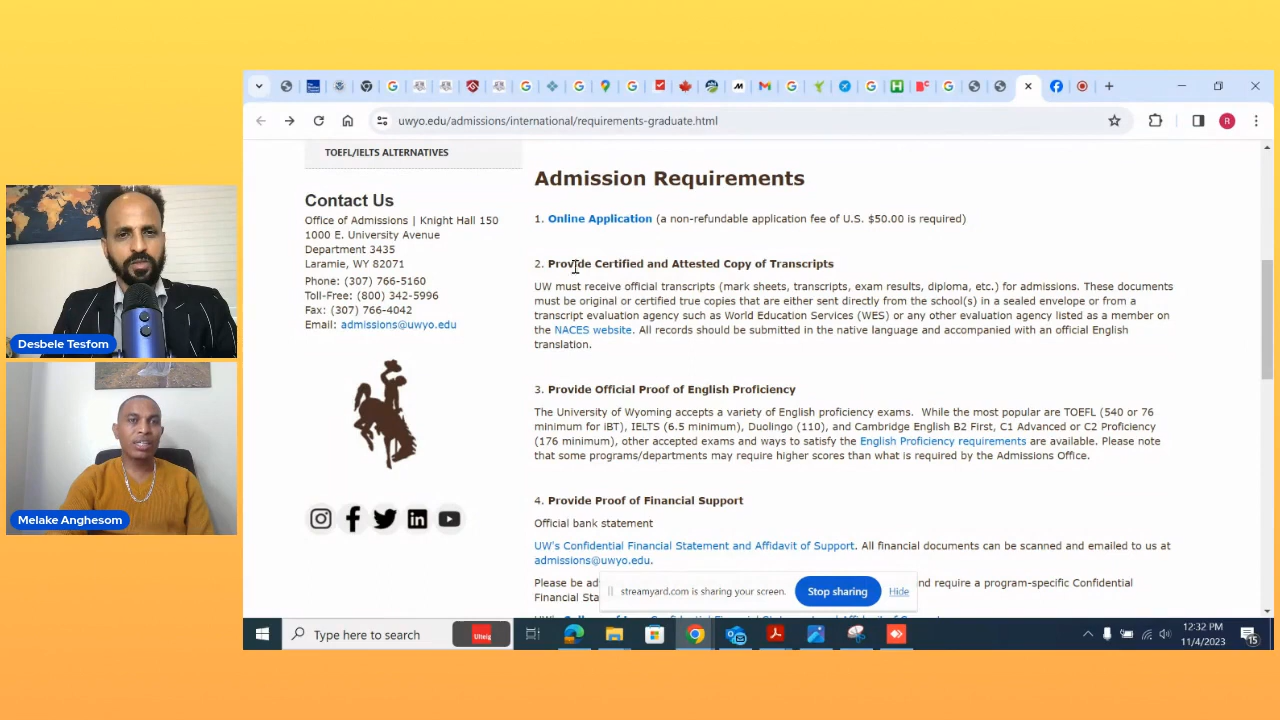 uwyo.edu/admissions/international/requirements-graduate.html
TOEFL/IELTS ALTERNATIVES
Contact Us
Office of Admissions | Knight Hall 150
1000 E. University Avenue
Department 3435
Laramie, WY 82071
Phone: (307) 766-5160
Toll-Free: (800) 342-5996
Fax: (307) 766-4042
Email: admissions@uwyo.edu
Admission Requirements
1. Online Application (a non-refundable application fee of U.S. $50.00 is required)
2. Provide Certified and Attested Copy of Transcripts
UW must receive official transcripts (mark sheets, transcripts, exam results, diploma, etc.) for admissions. These documents
must be original or certified true copies that are either sent directly from the school(s) in a sealed envelope or from a
transcript evaluation agency such as World Education Services (WES) or any other evaluation agency listed as a member on
the NACES website. All records should be submitted in the native language and accompanied with an official English
translation.
3. Provide Official Proof of English Proficiency
The University of Wyoming accepts a variety of English proficiency exams. While the most popular are TOEFL (540 or 76
minimum for iBT), IELTS (6.5 minimum), Duolingo (110), and Cambridge English B2 First, C1 Advanced or C2 Proficiency
(176 minimum), other accepted exams and ways to satisfy the English Proficiency requirements are available. Please note
that some programs/departments may require higher scores than what is required by the Admissions Office.
4. Provide Proof of Financial Support
Official bank statement
UW's Confidential Financial Statement and Affidavit of Support. All financial documents can be scanned and emailed to us at
admissions@uwyo.edu.
Please be ad
nd require a program-specific Confidential
Financial Sta
streamyard.com is sharing your screen.
Stop sharing
Hide
Desbele Tesfom
Melake Anghesom
Type here to search
Ulteig
12:32 PM
11/4/2023
15
R